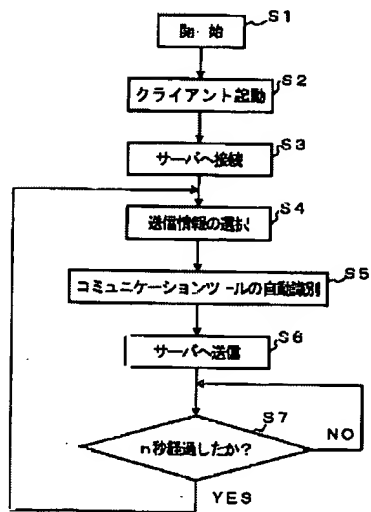 S1
開始
S2
クライアント起動
S3
サーバへ接続
S4
送信情報の選択
S5
コミュニケーションツールの自動識別
S6
サーバへ送信
S7
n秒経過したか?
NO
YES